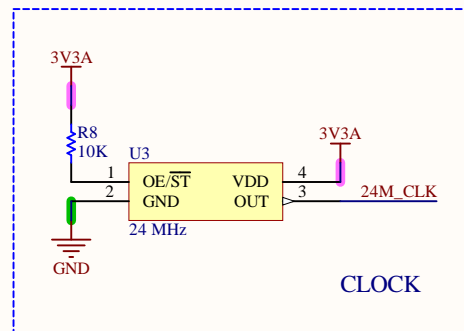 3V3A
R8
10K
3V3A
U3
1
OE/ST
VDD
4
2
GND
OUT
3
24M_CLK
24 MHz
GND
CLOCK